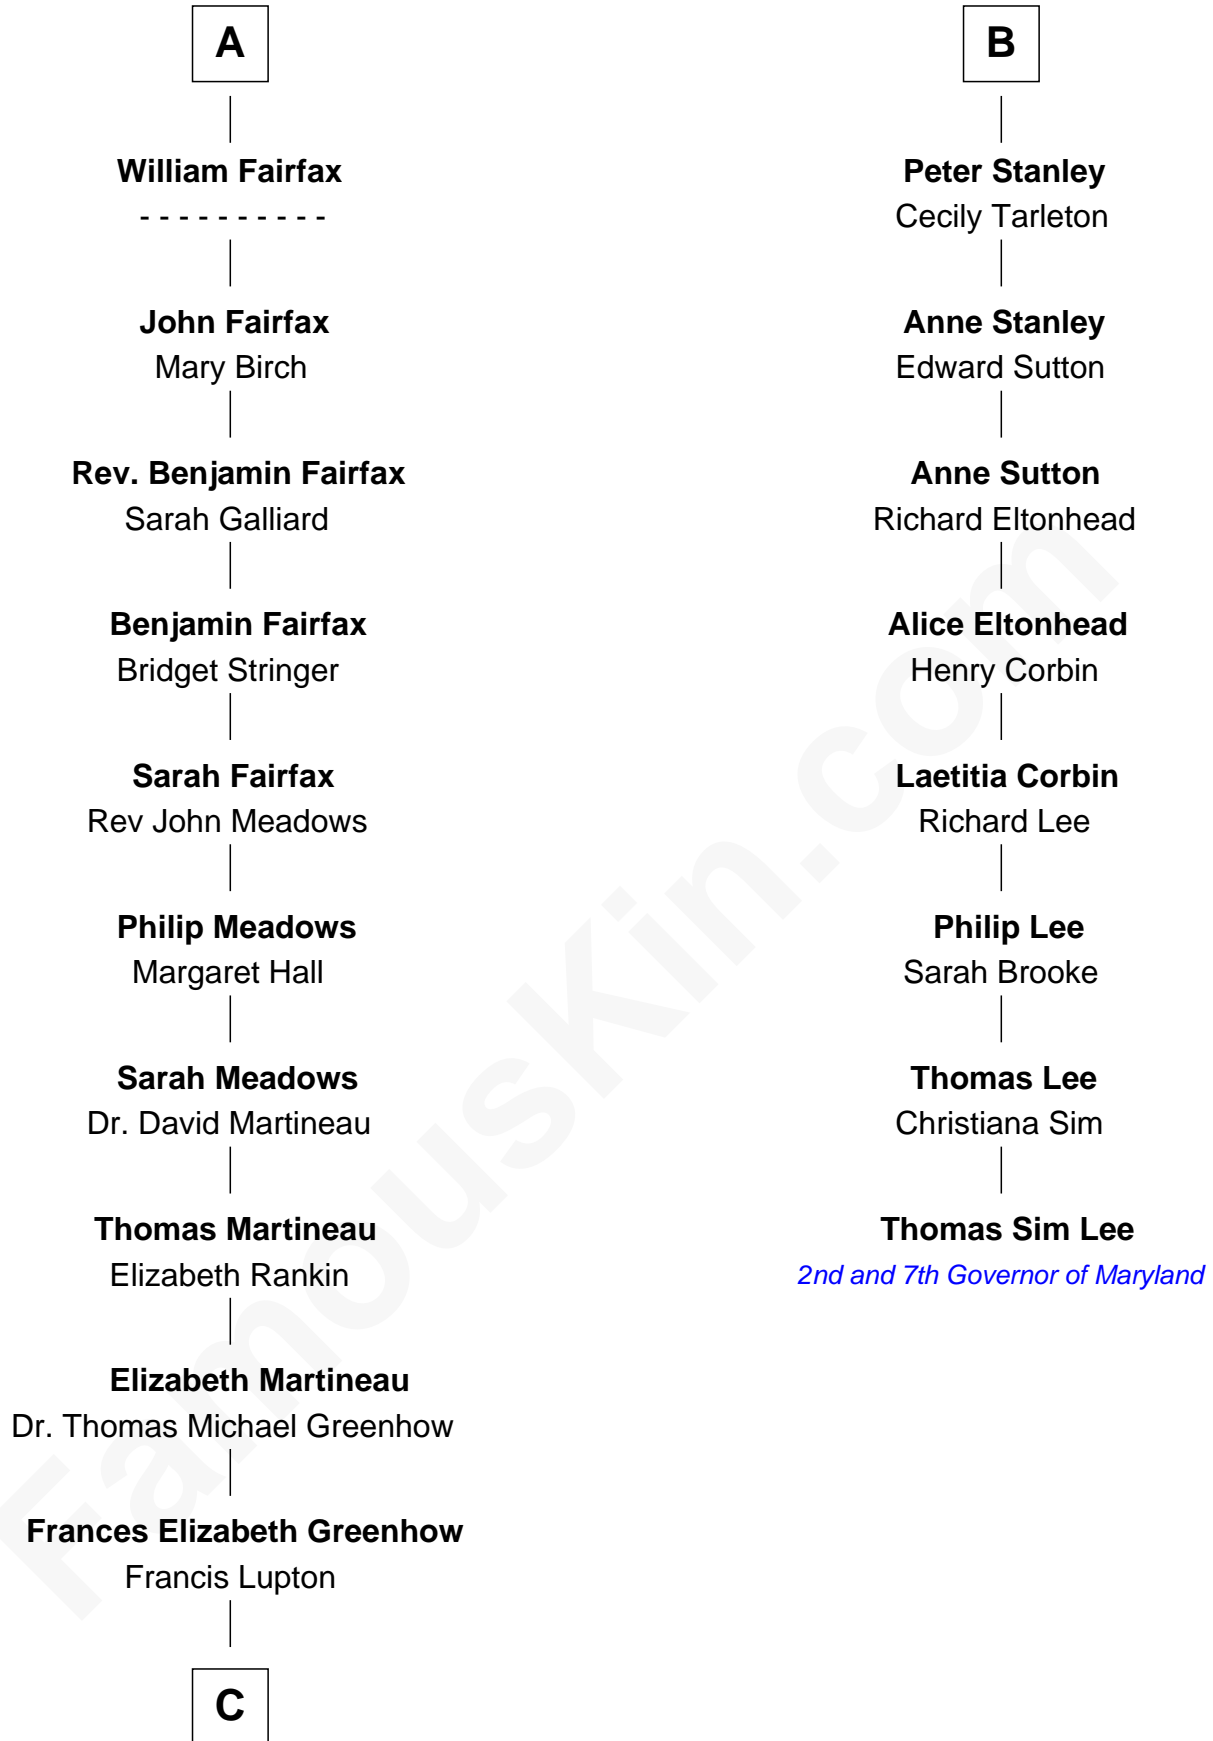 A
William Fairfax
- - - - - - - - - -
John Fairfax
Mary Birch
Rev. Benjamin Fairfax
Sarah Galliard
Benjamin Fairfax
Bridget Stringer
Sarah Fairfax
Rev John Meadows
Philip Meadows
Margaret Hall
Sarah Meadows
Dr. David Martineau
Thomas Martineau
Elizabeth Rankin
Elizabeth Martineau
Dr. Thomas Michael Greenhow
Frances Elizabeth Greenhow
Francis Lupton
C
B
Peter Stanley
Cecily Tarleton
Anne Stanley
Edward Sutton
Anne Sutton
Richard Eltonhead
Alice Eltonhead
Henry Corbin
Laetitia Corbin
Richard Lee
Philip Lee
Sarah Brooke
Thomas Lee
Christiana Sim
Thomas Sim Lee
2nd and 7th Governor of Maryland
FamousKin.com